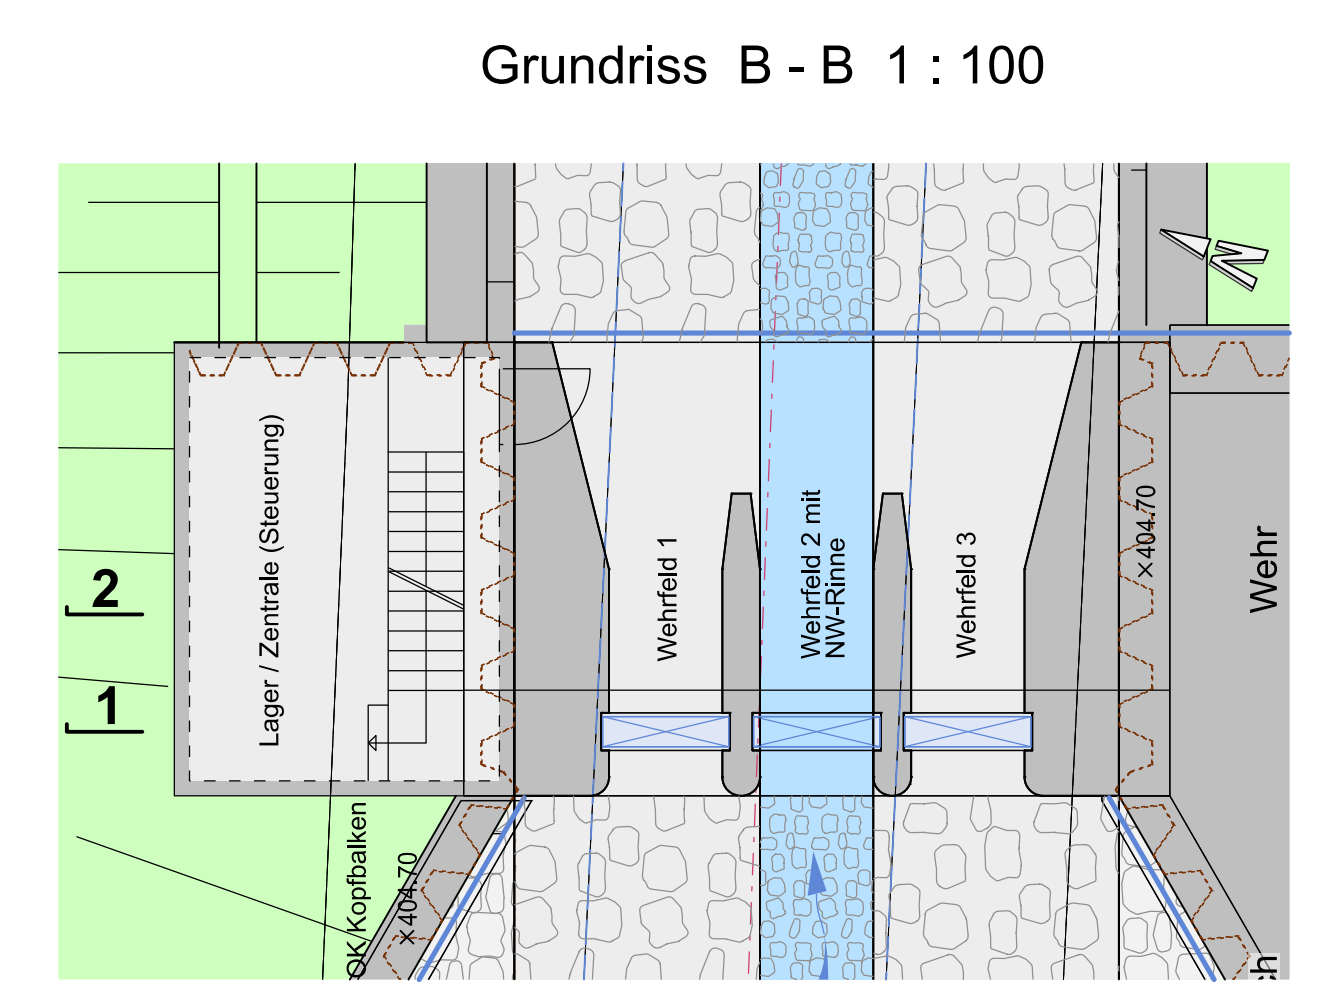 Grundriss B - B 1 : 100
N
2
1
Lager / Zentrale (Steuerung)
Wehrfeld 1
Wehrfeld 2 mit
NW-Rinne
Wehrfeld 3
×404.70
Wehr
OK Kopfbalken
×404.70
ch